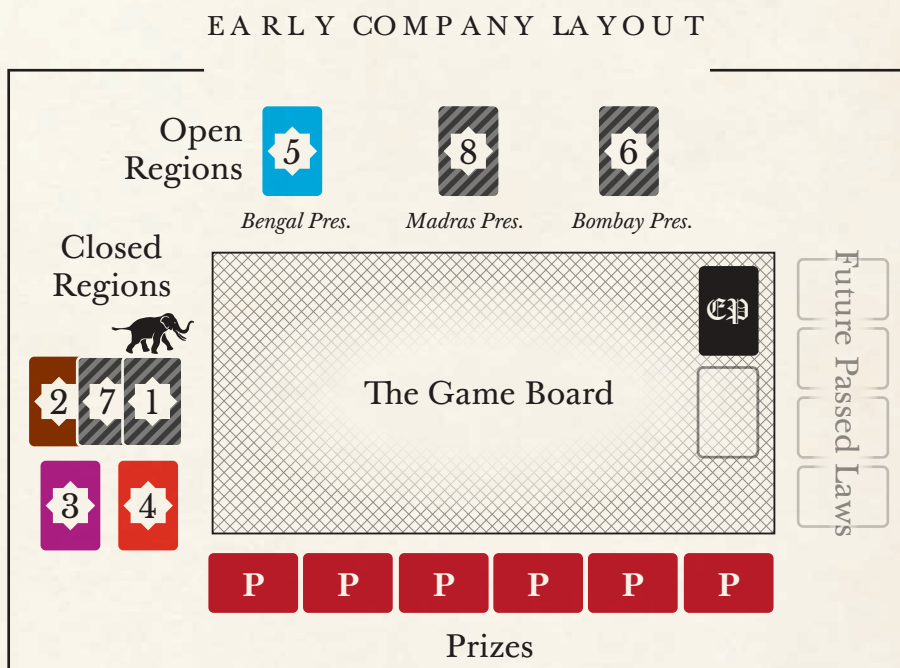 EARLY COMPANY LAYOUT
Open
Regions
5
8
6
Bengal Pres.
Madras Pres.
Bombay Pres.
Closed
Regions
2
7
1
3
4
EP
The Game Board
Future Passed Laws
P
P
P
P
P
P
Prizes